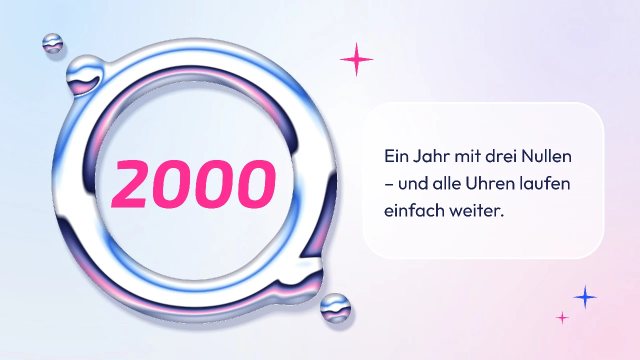 2000
Ein Jahr mit drei Nullen
– und alle Uhren laufen
einfach weiter.